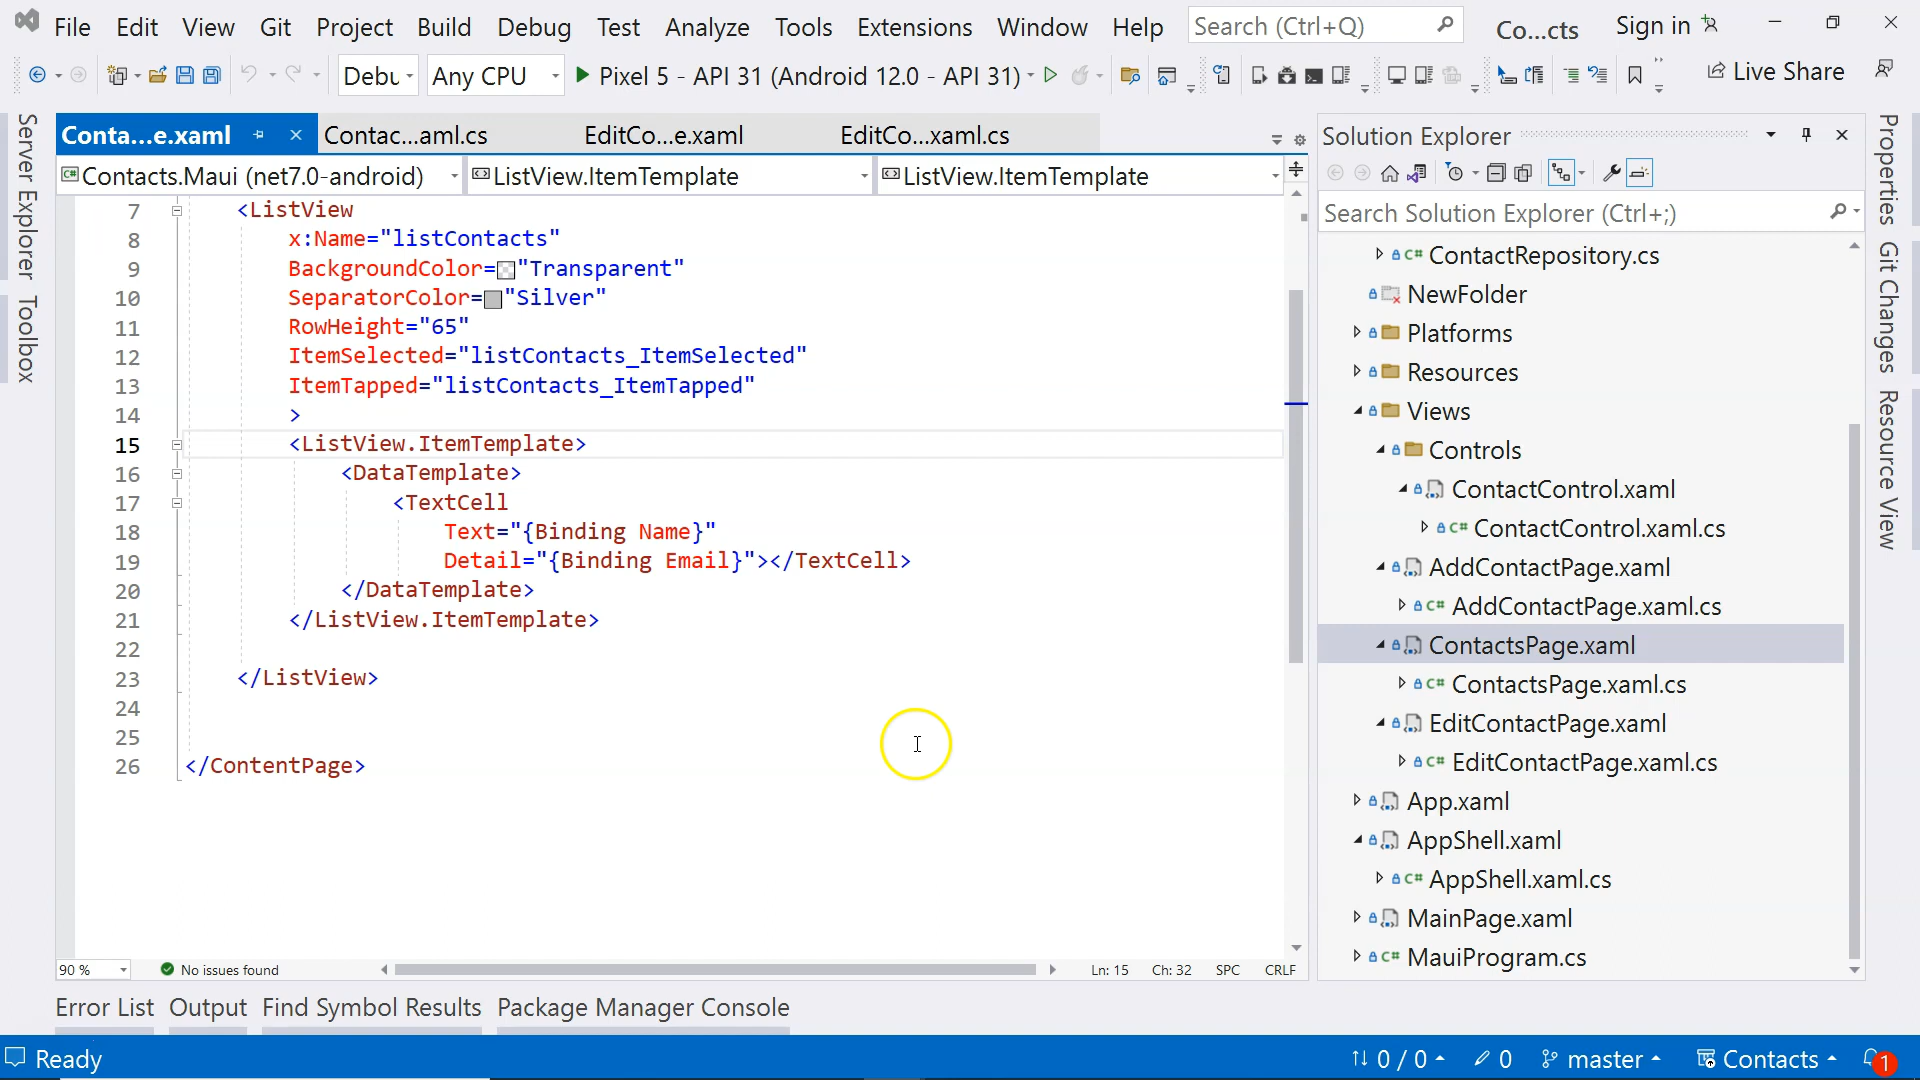 File Edit View Git Project Build Debug Test Tools Extensions Window Help Search (Ctrl+Q) Co...cts Sign in
Debu Any CPU Pixel 5 - API 31 (Android 12.0 - API 31) Live Share
Server Explorer
Toolbox
Conta...e.xaml Contac...aml.cs EditCo...e.xaml EditCo...xaml.cs
Contacts.Maui (net7.0-android) ListView.ItemTemplate ListView.ItemTemplate
7 <ListView
8 x:Name="listContacts"
9 BackgroundColor="Transparent"
10 SeparatorColor="Silver"
11 RowHeight="65"
12 ItemSelected="listContacts_ItemSelected"
13 ItemTapped="listContacts_ItemTapped"
14 >
15 <ListView.ItemTemplate>
16 <DataTemplate>
17 <TextCell
18 Text="{Binding Name}"
19 Detail="{Binding Email}"></TextCell>
20 </DataTemplate>
21 </ListView.ItemTemplate>
22
23 </ListView>
24
25
26 </ContentPage>
90 % No issues found Ln: 15 Ch: 32 SPC CRLF
Solution Explorer
Search Solution Explorer (Ctrl+;)
C# ContactRepository.cs
NewFolder
Platforms
Resources
Views
Controls
ContactControl.xaml
C# ContactControl.xaml.cs
AddContactPage.xaml
C# AddContactPage.xaml.cs
ContactsPage.xaml
C# ContactsPage.xaml.cs
EditContactPage.xaml
C# EditContactPage.xaml.cs
App.xaml
AppShell.xaml
C# AppShell.xaml.cs
MainPage.xaml
C# MauiProgram.cs
Properties
Git Changes
Resource View
Error List Output Find Symbol Results Package Manager Console
Ready 0 / 0 0 master Contacts 1